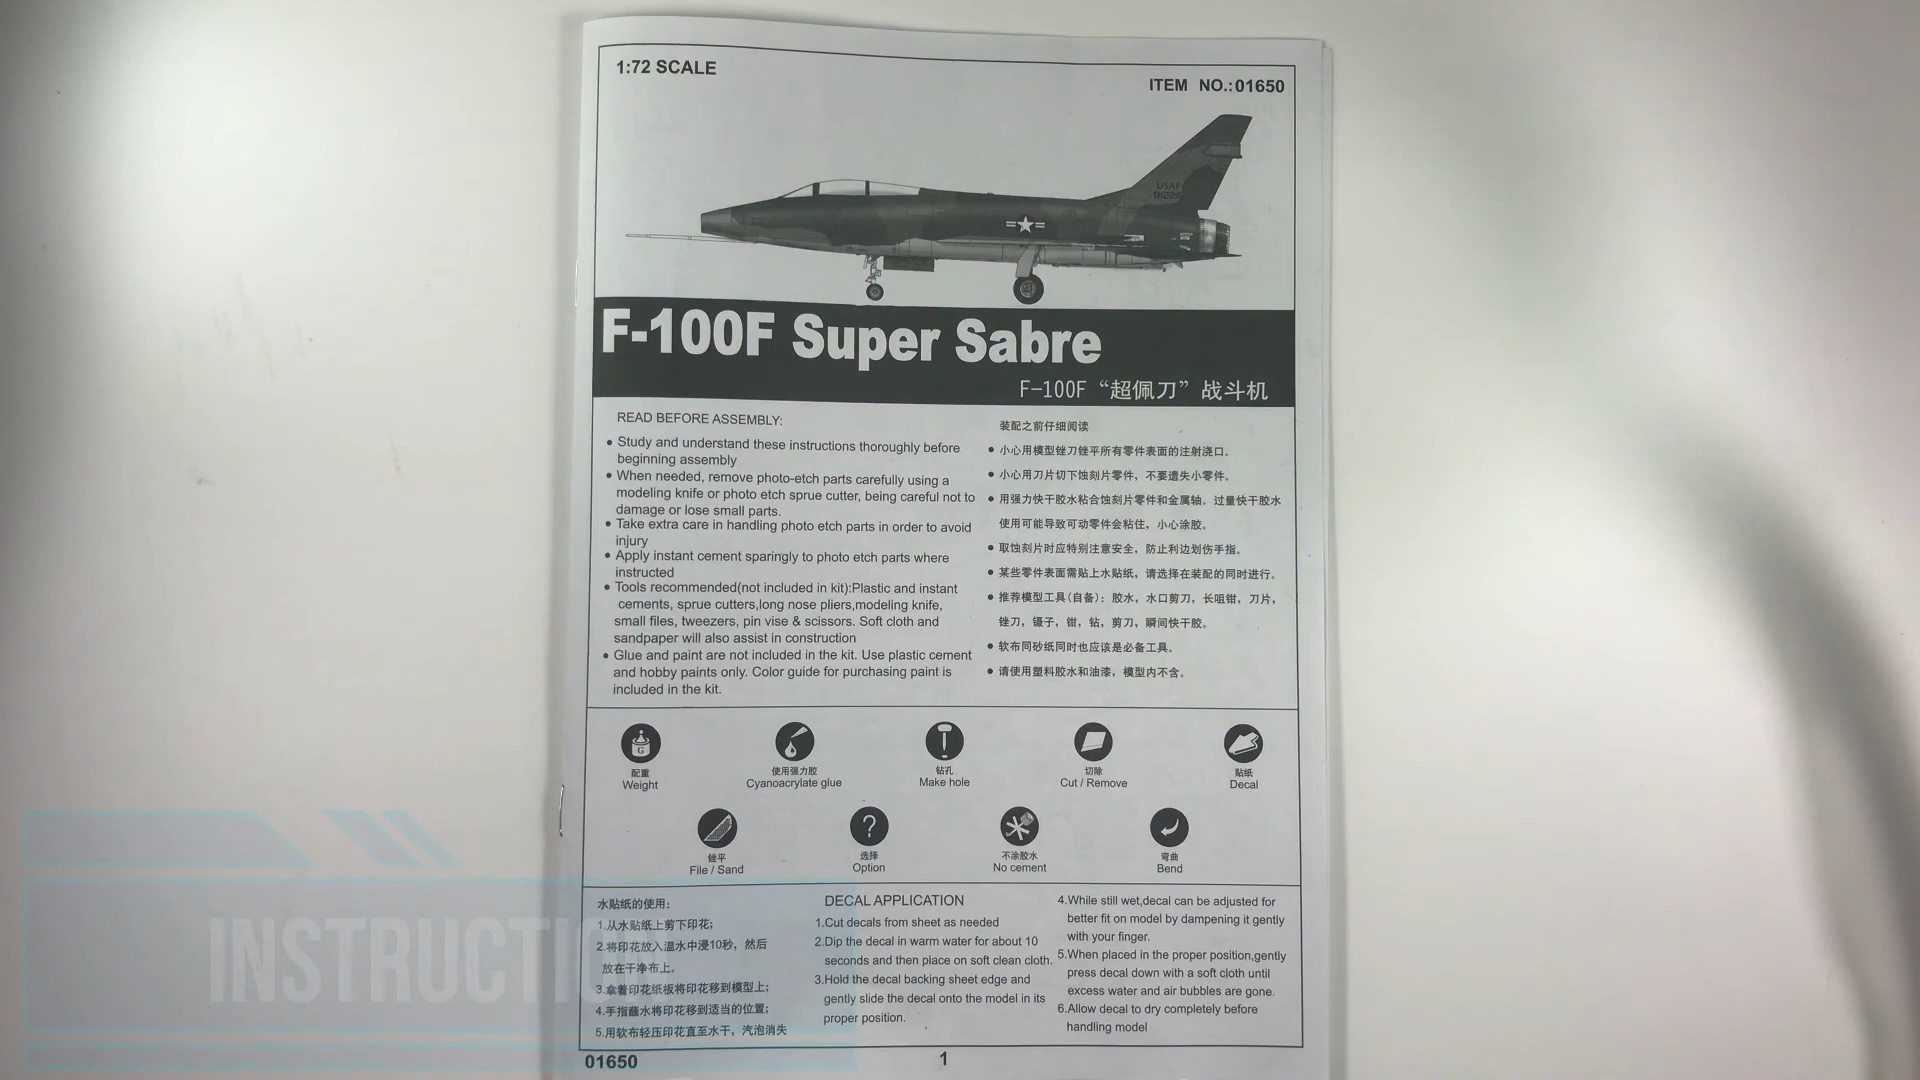 1:72 SCALE
ITEM NO.:01650
USAF
F-100F Super Sabre
F-100F“超佩刀”战斗机
READ BEFORE ASSEMBLY:
• Study and understand these instructions thoroughly before
beginning assembly
• When needed, remove photo-etch parts carefully using a
modeling knife or photo etch sprue cutter, being careful not to
damage or lose small parts.
• Take extra care in handling photo etch parts in order to avoid
injury
• Apply instant cement sparingly to photo etch parts where
instructed
• Tools recommended(not included in kit):Plastic and instant
cements, sprue cutters,long nose pliers,modeling knife,
small files, tweezers, pin vise & scissors. Soft cloth and
sandpaper will also assist in construction
• Glue and paint are not included in the kit. Use plastic cement
and hobby paints only. Color guide for purchasing paint is
included in the kit.
装配之前仔细阅读
• 小心用模型锉刀锉平所有零件表面的注射浇口。
• 小心用刀片切下蚀刻片零件，不要遗失小零件。
• 用强力快干胶水粘合蚀刻片零件和金属轴。过量快干胶水
使用可能导致可动零件会粘住，小心涂胶。
• 取蚀刻片时应特别注意安全，防止利边划伤手指。
• 某些零件表面需贴上水贴纸，请选择在装配的同时进行。
• 推荐模型工具(自备)：胶水，水口剪刀，长咀钳，刀片，
锉刀，镊子，钳，钻，剪刀，瞬间快干胶。
• 软布同砂纸同时也应该是必备工具。
• 请使用塑料胶水和油漆，模型内不含。
G
配重
Weight
使用强力胶
Cyanoacrylate glue
钻孔
Make hole
切除
Cut / Remove
贴纸
Decal
锉平
File / Sand
?
选择
Option
不涂胶水
No cement
弯曲
Bend
水贴纸的使用：
1.从水贴纸上剪下印花；
2.将印花放入温水中浸10秒，然后
放在干净布上。
3.拿着印花纸板将印花移到模型上；
4.手指蘸水将印花移到适当的位置；
5.用软布轻压印花直至水干，汽泡消失
DECAL APPLICATION
1.Cut decals from sheet as needed
2.Dip the decal in warm water for about 10
seconds and then place on soft clean cloth.
3.Hold the decal backing sheet edge and
gently slide the decal onto the model in its
proper position.
4.While still wet,decal can be adjusted for
better fit on model by dampening it gently
with your finger.
5.When placed in the proper position,gently
press decal down with a soft cloth until
excess water and air bubbles are gone.
6.Allow decal to dry completely before
handling model
INSTRUCTION
01650
1